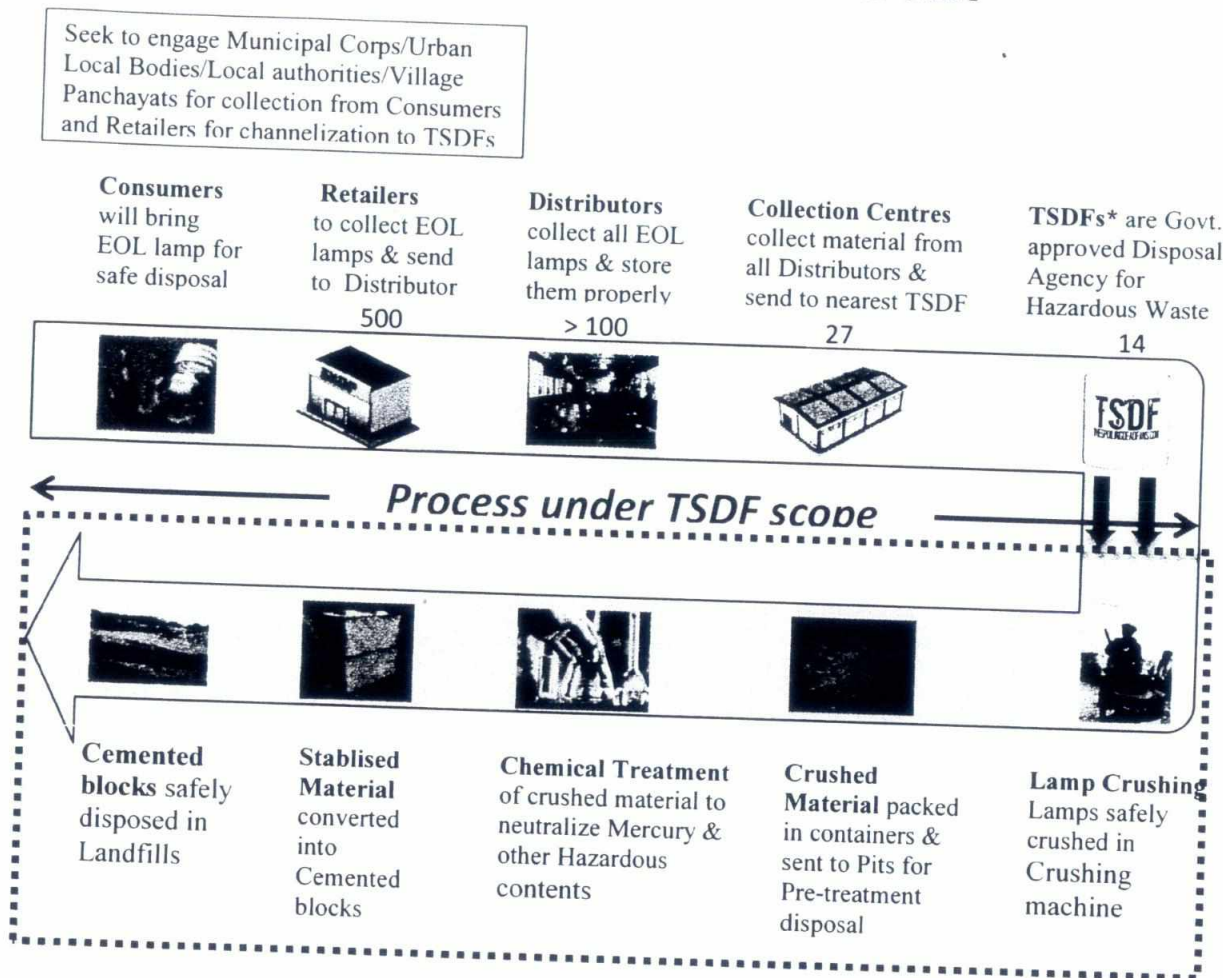 Seek to engage Municipal Corps/Urban
Local Bodies/Local authorities/Village
Panchayats for collection from Consumers
and Retailers for channelization to TSDFs
Consumers
will bring
EOL lamp for
safe disposal
Retailers
to collect EOL
lamps & send
to Distributor
500
Distributors
collect all EOL
lamps & store
them properly
> 100
Collection Centres
collect material from
all Distributors &
send to nearest TSDF
27
TSDFs* are Govt.
approved Disposal
Agency for
Hazardous Waste
14
TSDF
Process under TSDF scope
Cemented
blocks safely
disposed in
Landfills
Stablised
Material
converted
into
Cemented
blocks
Chemical Treatment
of crushed material to
neutralize Mercury &
other Hazardous
contents
Crushed
Material packed
in containers &
sent to Pits for
Pre-treatment
disposal
Lamp Crushing
Lamps safely
crushed in
Crushing
machine